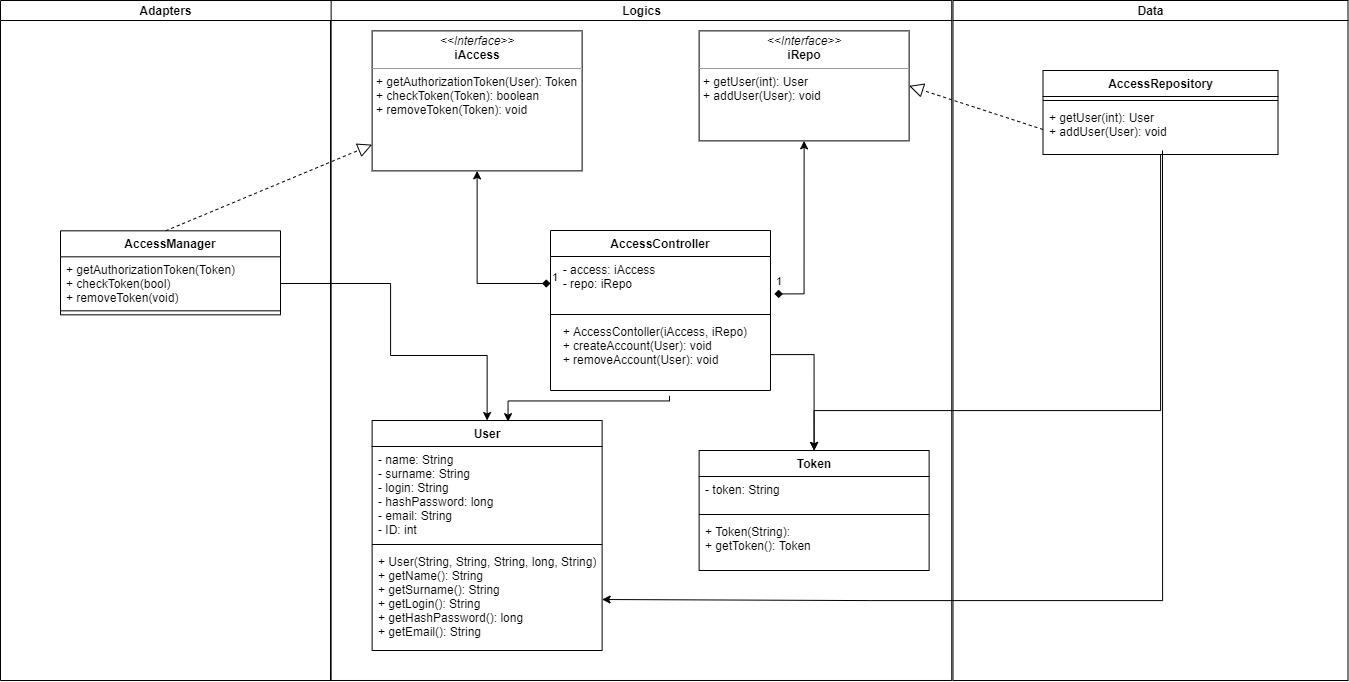 Adapters
Logics
Data
<<Interface>>
iAccess
+ getAuthorizationToken(User): Token
+ checkToken(Token): boolean
+ removeToken(Token): void
<<Interface>>
iRepo
+ getUser(int): User
+ addUser(User): void
AccessRepository
+ getUser(int): User
+ addUser(User): void
AccessManager
+ getAuthorizationToken(Token)
+ checkToken(bool)
+ removeToken(void)
AccessController
- access: iAccess
- repo: iRepo
1
1
+ AccessContoller(iAccess, iRepo)
+ createAccount(User): void
+ removeAccount(User): void
User
- name: String
- surname: String
- login: String
- hashPassword: long
- email: String
- ID: int
+ User(String, String, String, long, String)
+ getName(): String
+ getSurname(): String
+ getLogin(): String
+ getHashPassword(): long
+ getEmail(): String
Token
- token: String
+ Token(String):
+ getToken(): Token